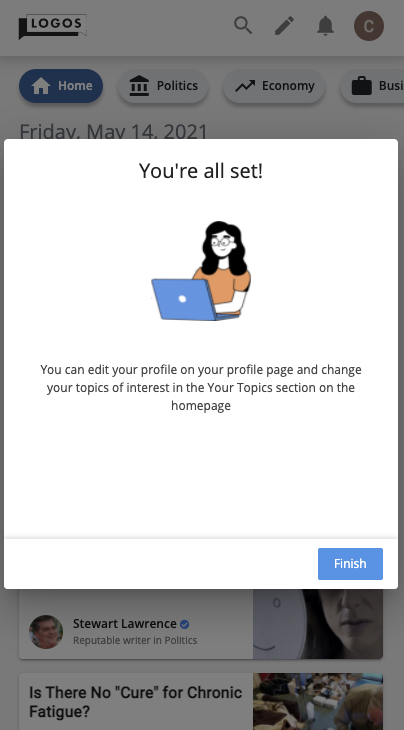 LOGOS
C
Home
Politics
Economy
Busi
Friday, May 14, 2021
You're all set!
You can edit your profile on your profile page and change
your topics of interest in the Your Topics section on the
homepage
Finish
Stewart Lawrence
Reputable writer in Politics
Is There No "Cure" for Chronic
Fatigue?